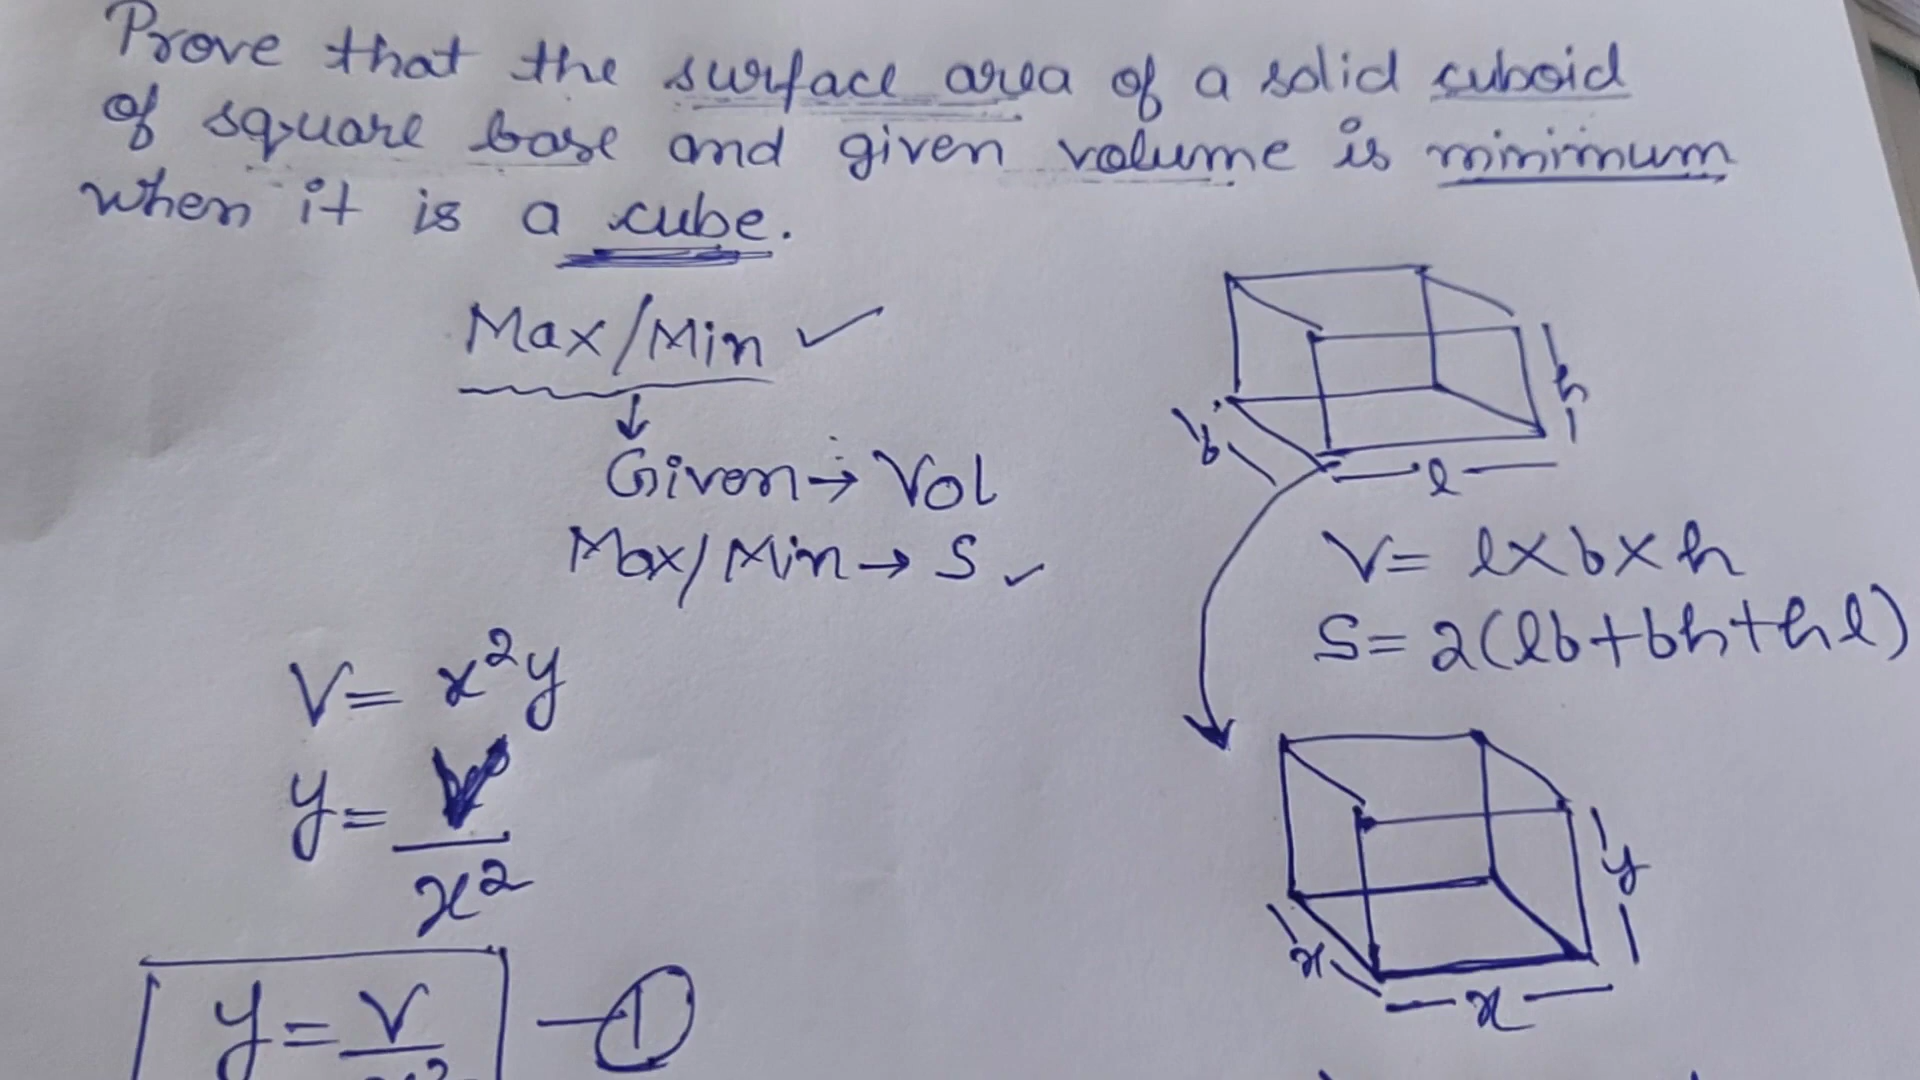 Prove that the surface area of a solid cuboid
of square base and given volume is minimum
when it is a cube.
Max/Min ✓
↓
Given → Vol
Max/Min → S ✓
h
b
l
V = l×b×h
S = 2(lb+bh+hl)
V = x²y
y = V/x²
y
x
x
y = V/x² —①